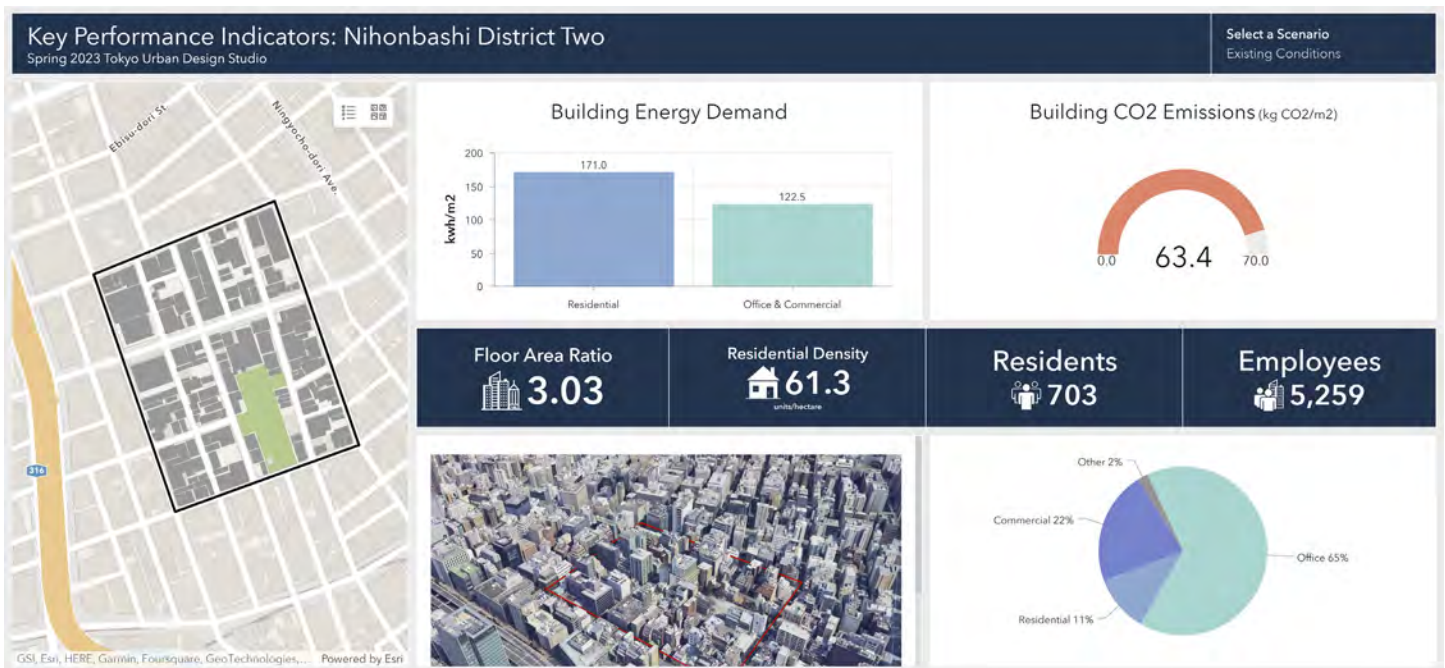 Key Performance Indicators: Nihonbashi District Two
Spring 2023 Tokyo Urban Design Studio
Select a Scenario
Existing Conditions
Ebisu-dori St.
Ningyocho-dori Ave.
316
GSI, Esri, HERE, Garmin, Foursquare, GeoTechnologies,...
Powered by Esri
Building Energy Demand
kwh/m2
200
150
100
50
0
171.0
122.5
Residential
Office & Commercial
Building CO2 Emissions (kg CO2/m2)
0.0
63.4
70.0
Floor Area Ratio
3.03
Residential Density
61.3
units/hectare
Residents
703
Employees
5,259
Other 2%
Commercial 22%
Office 65%
Residential 11%